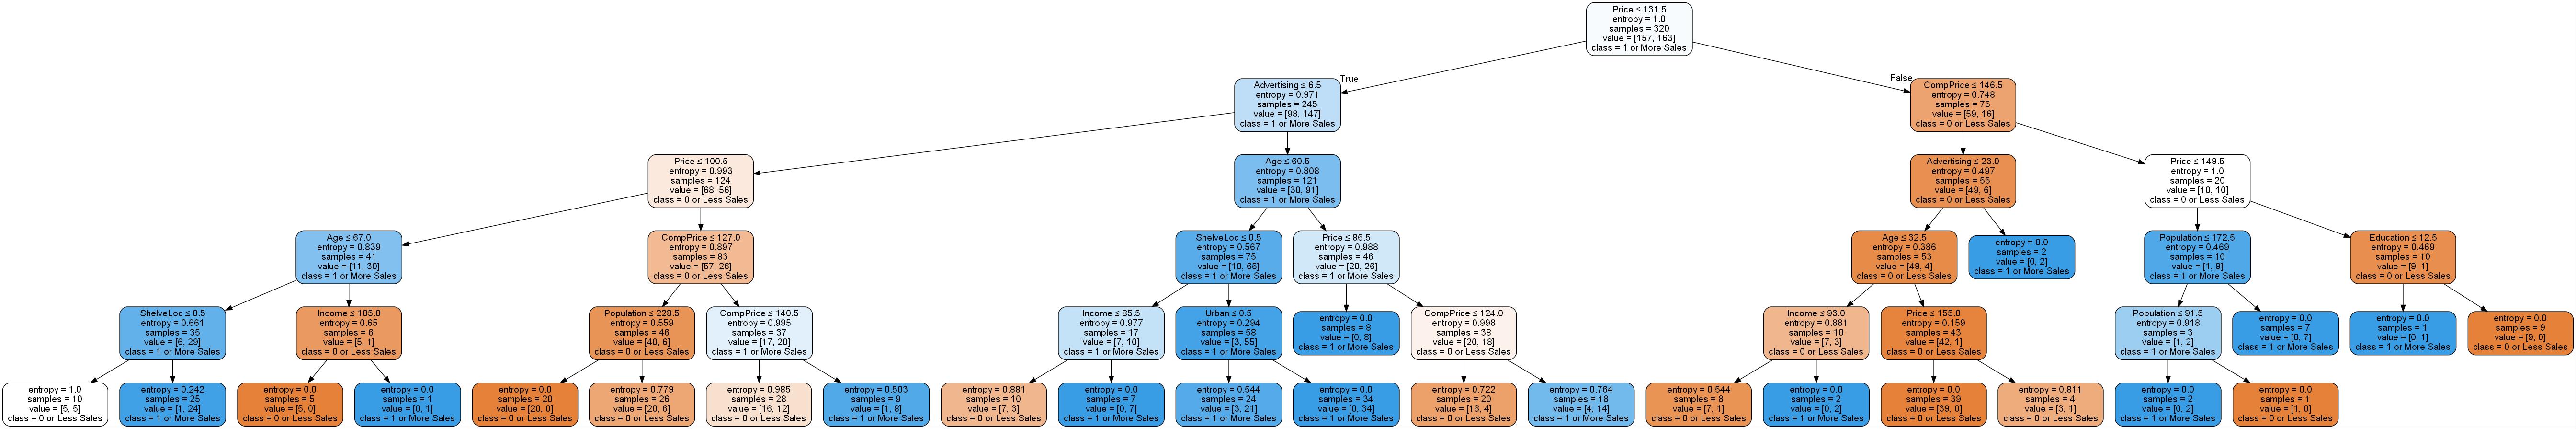 Price ≤ 131.5
entropy = 1.0
samples = 320
value = [157, 163]
class = 1 or More Sales
True
False
Advertising ≤ 6.5
entropy = 0.971
samples = 245
value = [98, 147]
class = 1 or More Sales
CompPrice ≤ 146.5
entropy = 0.748
samples = 75
value = [59, 16]
class = 0 or Less Sales
Price ≤ 100.5
entropy = 0.993
samples = 124
value = [68, 56]
class = 0 or Less Sales
Age ≤ 60.5
entropy = 0.808
samples = 121
value = [30, 91]
class = 1 or More Sales
Advertising ≤ 23.0
entropy = 0.497
samples = 55
value = [49, 6]
class = 0 or Less Sales
Price ≤ 149.5
entropy = 1.0
samples = 20
value = [10, 10]
class = 0 or Less Sales
Age ≤ 67.0
entropy = 0.839
samples = 41
value = [11, 30]
class = 1 or More Sales
CompPrice ≤ 127.0
entropy = 0.897
samples = 83
value = [57, 26]
class = 0 or Less Sales
ShelveLoc ≤ 0.5
entropy = 0.567
samples = 75
value = [10, 65]
class = 1 or More Sales
Price ≤ 86.5
entropy = 0.988
samples = 46
value = [20, 26]
class = 1 or More Sales
Age ≤ 32.5
entropy = 0.386
samples = 53
value = [49, 4]
class = 0 or Less Sales
entropy = 0.0
samples = 2
value = [0, 2]
class = 1 or More Sales
Population ≤ 172.5
entropy = 0.469
samples = 10
value = [1, 9]
class = 1 or More Sales
Education ≤ 12.5
entropy = 0.469
samples = 10
value = [9, 1]
class = 0 or Less Sales
ShelveLoc ≤ 0.5
entropy = 0.661
samples = 35
value = [6, 29]
class = 1 or More Sales
Income ≤ 105.0
entropy = 0.65
samples = 6
value = [5, 1]
class = 0 or Less Sales
Population ≤ 228.5
entropy = 0.559
samples = 46
value = [40, 6]
class = 0 or Less Sales
CompPrice ≤ 140.5
entropy = 0.995
samples = 37
value = [17, 20]
class = 1 or More Sales
Income ≤ 85.5
entropy = 0.977
samples = 17
value = [7, 10]
class = 1 or More Sales
Urban ≤ 0.5
entropy = 0.294
samples = 58
value = [3, 55]
class = 1 or More Sales
entropy = 0.0
samples = 8
value = [0, 8]
class = 1 or More Sales
CompPrice ≤ 124.0
entropy = 0.998
samples = 38
value = [20, 18]
class = 0 or Less Sales
Income ≤ 93.0
entropy = 0.881
samples = 10
value = [7, 3]
class = 0 or Less Sales
Price ≤ 155.0
entropy = 0.159
samples = 43
value = [42, 1]
class = 0 or Less Sales
Population ≤ 91.5
entropy = 0.918
samples = 3
value = [1, 2]
class = 1 or More Sales
entropy = 0.0
samples = 7
value = [0, 7]
class = 1 or More Sales
entropy = 0.0
samples = 1
value = [0, 1]
class = 1 or More Sales
entropy = 0.0
samples = 9
value = [9, 0]
class = 0 or Less Sales
entropy = 1.0
samples = 10
value = [5, 5]
class = 0 or Less Sales
entropy = 0.242
samples = 25
value = [1, 24]
class = 1 or More Sales
entropy = 0.0
samples = 5
value = [5, 0]
class = 0 or Less Sales
entropy = 0.0
samples = 1
value = [0, 1]
class = 1 or More Sales
entropy = 0.0
samples = 20
value = [20, 0]
class = 0 or Less Sales
entropy = 0.779
samples = 26
value = [20, 6]
class = 0 or Less Sales
entropy = 0.985
samples = 28
value = [16, 12]
class = 0 or Less Sales
entropy = 0.503
samples = 9
value = [1, 8]
class = 1 or More Sales
entropy = 0.881
samples = 10
value = [7, 3]
class = 0 or Less Sales
entropy = 0.0
samples = 7
value = [0, 7]
class = 1 or More Sales
entropy = 0.544
samples = 24
value = [3, 21]
class = 1 or More Sales
entropy = 0.0
samples = 34
value = [0, 34]
class = 1 or More Sales
entropy = 0.722
samples = 20
value = [16, 4]
class = 0 or Less Sales
entropy = 0.764
samples = 18
value = [4, 14]
class = 1 or More Sales
entropy = 0.544
samples = 8
value = [7, 1]
class = 0 or Less Sales
entropy = 0.0
samples = 2
value = [0, 2]
class = 1 or More Sales
entropy = 0.0
samples = 39
value = [39, 0]
class = 0 or Less Sales
entropy = 0.811
samples = 4
value = [3, 1]
class = 0 or Less Sales
entropy = 0.0
samples = 2
value = [0, 2]
class = 1 or More Sales
entropy = 0.0
samples = 1
value = [1, 0]
class = 0 or Less Sales